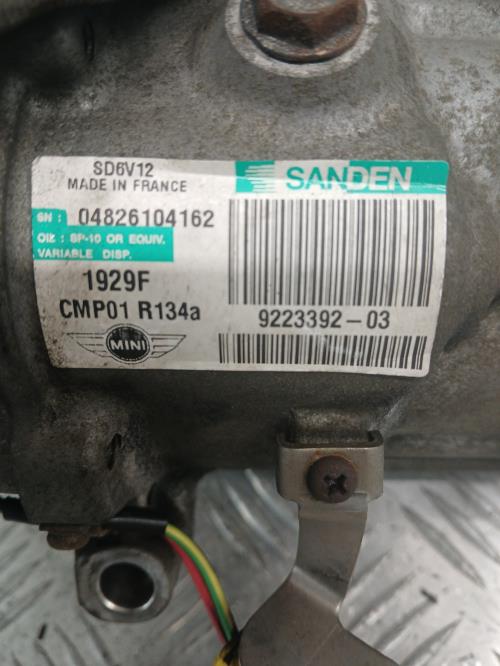 SD6V12
MADE IN FRANCE
SANDEN
SN : 04826104162
OIL : SP-10 OR EQUIV.
VARIABLE DISP.
1929F
CMP01 R134a
9223392-03
MINI